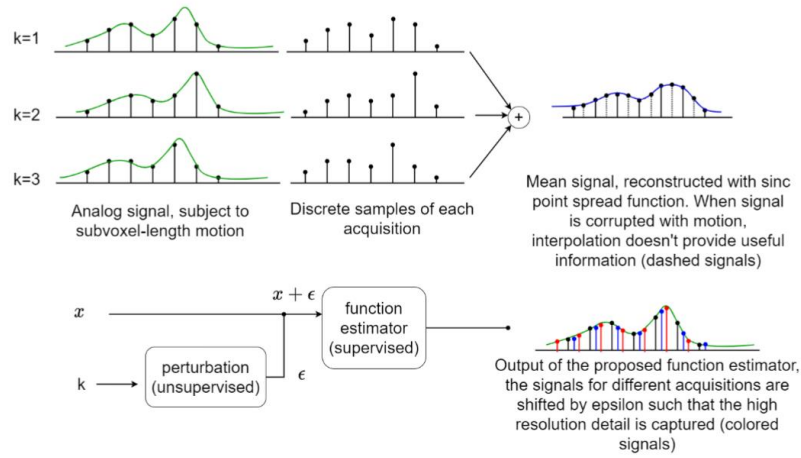 k=1
k=2
k=3
+
Analog signal, subject to
subvoxel-length motion
Discrete samples of each
acquisition
Mean signal, reconstructed with sinc
point spread function. When signal
is corrupted with motion,
interpolation doesn't provide useful
information (dashed signals)
x
x + ϵ
k
perturbation
(unsupervised)
ϵ
function
estimator
(supervised)
Output of the proposed function estimator,
the signals for different acquisitions are
shifted by epsilon such that the high
resolution detail is captured (colored
signals)